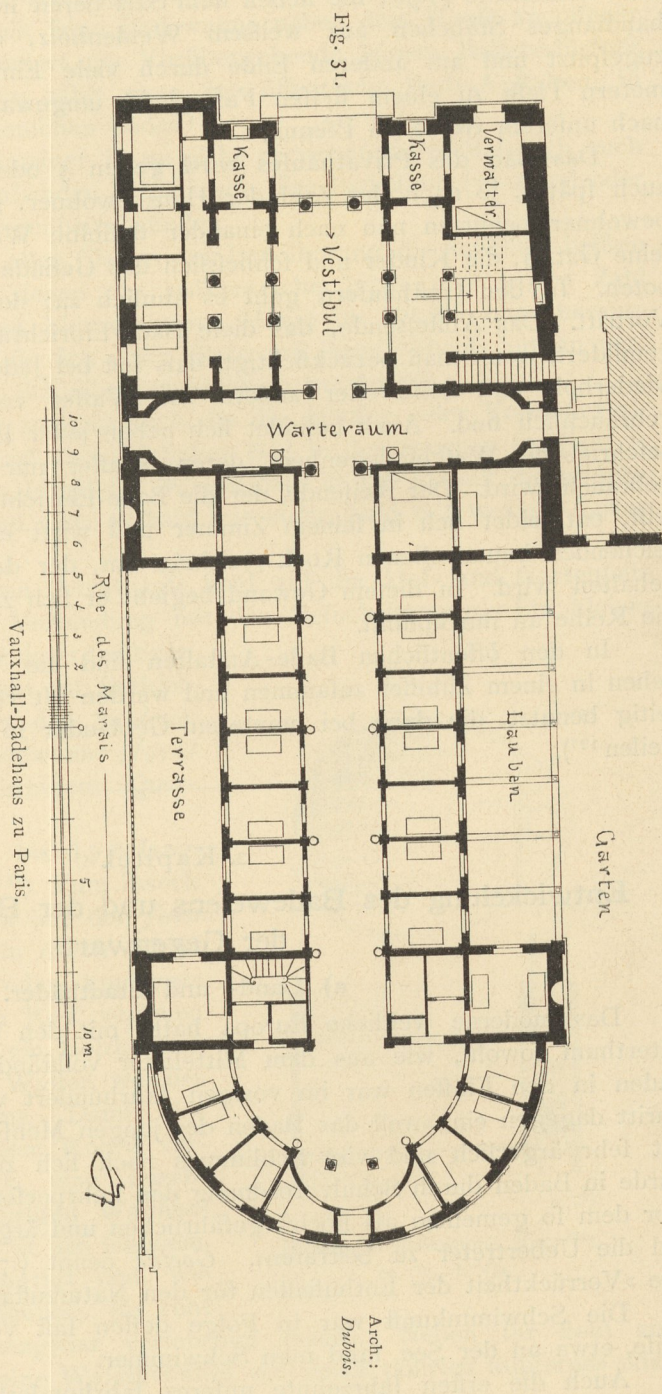 Fig. 31.
Kasse
Kasse
Verwalter.
Vestibul
Warteraum
Terrasse
Lauben
Garten
Rue des Marais
10 9 8 7 6 5 4 3 2 1 0 5 10 m
Vauxhall-Badehaus zu Paris.
Arch.:
Dubois.